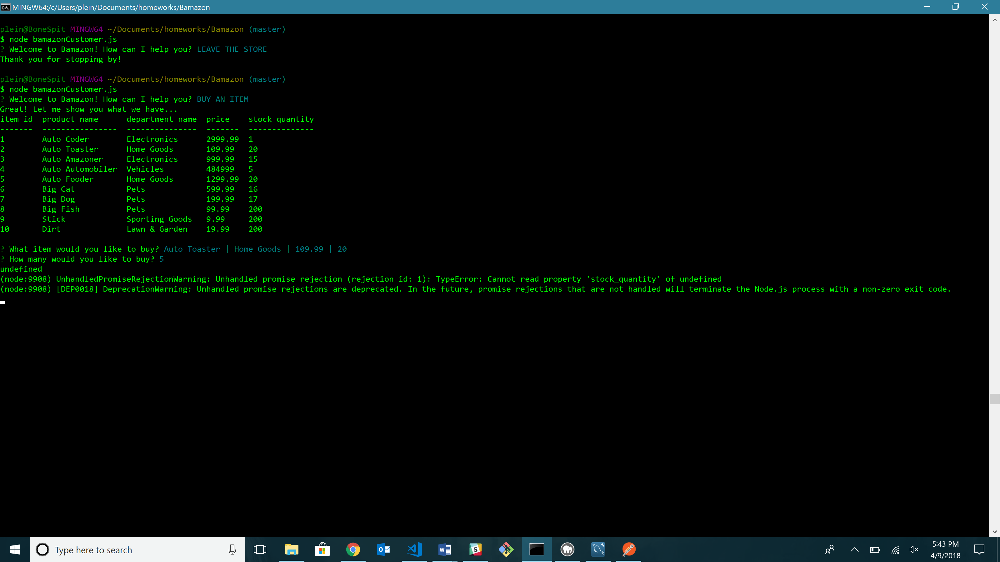 MINGW64:/c/Users/plein/Documents/homeworks/Bamazon
plein@BoneSpit MINGW64 ~/Documents/homeworks/Bamazon (master)
$ node bamazonCustomer.js
? Welcome to Bamazon! How can I help you? LEAVE THE STORE
Thank you for stopping by!
plein@BoneSpit MINGW64 ~/Documents/homeworks/Bamazon (master)
$ node bamazonCustomer.js
? Welcome to Bamazon! How can I help you? BUY AN ITEM
Great! Let me show you what we have...
item_id  product_name      department_name  price    stock_quantity
-------  ----------------  ---------------  -------  --------------
1        Auto Coder        Electronics      2999.99  1
2        Auto Toaster      Home Goods       109.99   20
3        Auto Amazoner     Electronics      999.99   15
4        Auto Automobiler  Vehicles         484999   5
5        Auto Fooder       Home Goods       1299.99  20
6        Big Cat           Pets             599.99   16
7        Big Dog           Pets             199.99   17
8        Big Fish          Pets             99.99    200
9        Stick             Sporting Goods   9.99     200
10       Dirt              Lawn & Garden    19.99    200
? What item would you like to buy? Auto Toaster | Home Goods | 109.99 | 20
? How many would you like to buy? 5
undefined
(node:9908) UnhandledPromiseRejectionWarning: Unhandled promise rejection (rejection id: 1): TypeError: Cannot read property 'stock_quantity' of undefined
(node:9908) [DEP0018] DeprecationWarning: Unhandled promise rejections are deprecated. In the future, promise rejections that are not handled will terminate the Node.js process with a non-zero exit code.
Type here to search
5:43 PM
4/9/2018